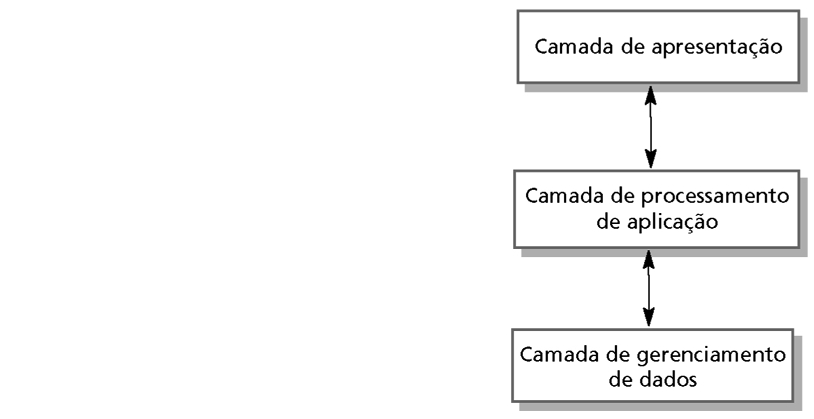 Camada de apresentação
Camada de processamento
de aplicação
Camada de gerenciamento
de dados